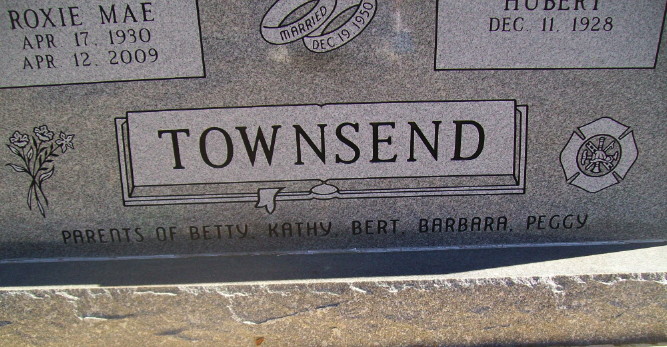 ROXIE MAE
APR 17, 1930
APR 12, 2009
MARRIED
DEC. 19, 1950
HUBERT
DEC. 11, 1928
TOWNSEND
PARENTS OF BETTY, KATHY, BERT, BARBARA, PEGGY